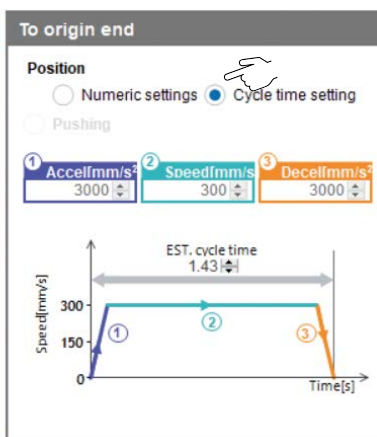 To origin end
Position
Numeric settings Cycle time setting
Pushing
1 Accel[mm/s² 2 Speed[mm/s 3 Decel[mm/s²
3000 300 3000
EST. cycle time
1.43
Speed[mm/s]
300
150
0
1 2 3
Time[s]